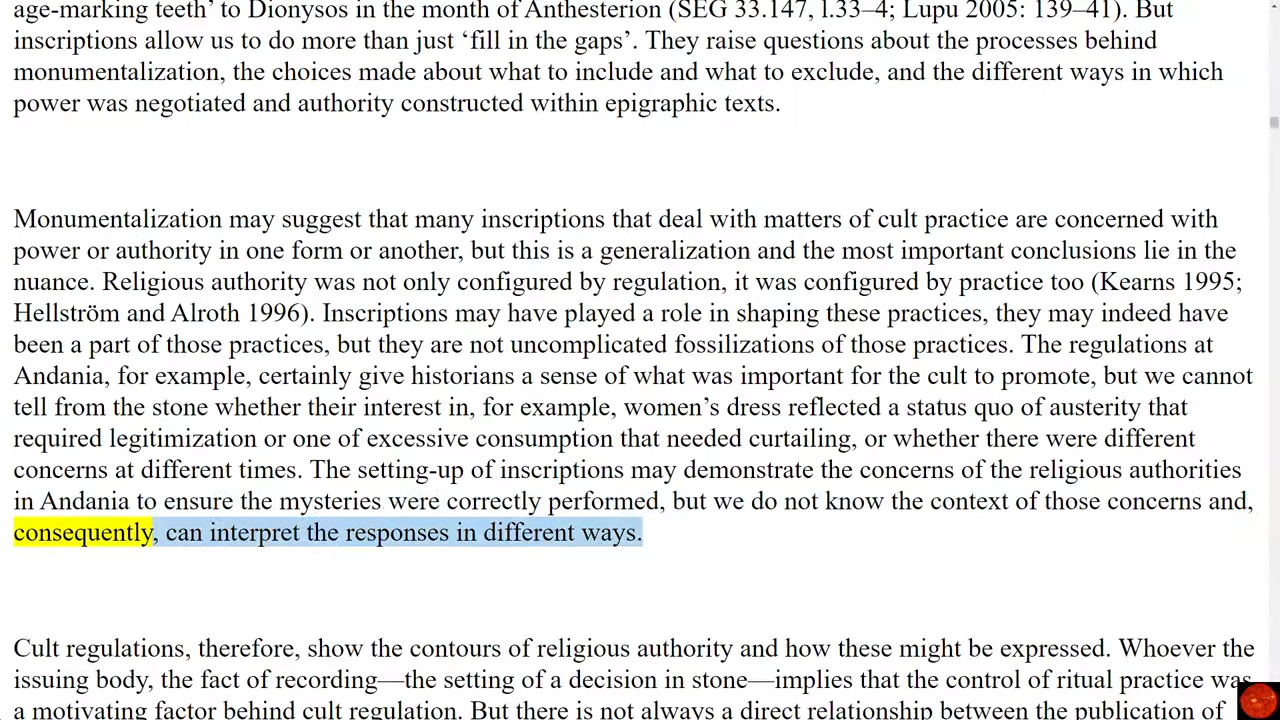 age-marking teeth’ to Dionysos in the month of Anthesterion (SEG 33.147, l.33–4; Lupu 2005: 139–41). But
inscriptions allow us to do more than just ‘fill in the gaps’. They raise questions about the processes behind
monumentalization, the choices made about what to include and what to exclude, and the different ways in which
power was negotiated and authority constructed within epigraphic texts.
Monumentalization may suggest that many inscriptions that deal with matters of cult practice are concerned with
power or authority in one form or another, but this is a generalization and the most important conclusions lie in the
nuance. Religious authority was not only configured by regulation, it was configured by practice too (Kearns 1995;
Hellström and Alroth 1996). Inscriptions may have played a role in shaping these practices, they may indeed have
been a part of those practices, but they are not uncomplicated fossilizations of those practices. The regulations at
Andania, for example, certainly give historians a sense of what was important for the cult to promote, but we cannot
tell from the stone whether their interest in, for example, women’s dress reflected a status quo of austerity that
required legitimization or one of excessive consumption that needed curtailing, or whether there were different
concerns at different times. The setting-up of inscriptions may demonstrate the concerns of the religious authorities
in Andania to ensure the mysteries were correctly performed, but we do not know the context of those concerns and,
consequently, can interpret the responses in different ways.
Cult regulations, therefore, show the contours of religious authority and how these might be expressed. Whoever the
issuing body, the fact of recording—the setting of a decision in stone—implies that the control of ritual practice was
a motivating factor behind cult regulation. But there is not always a direct relationship between the publication of